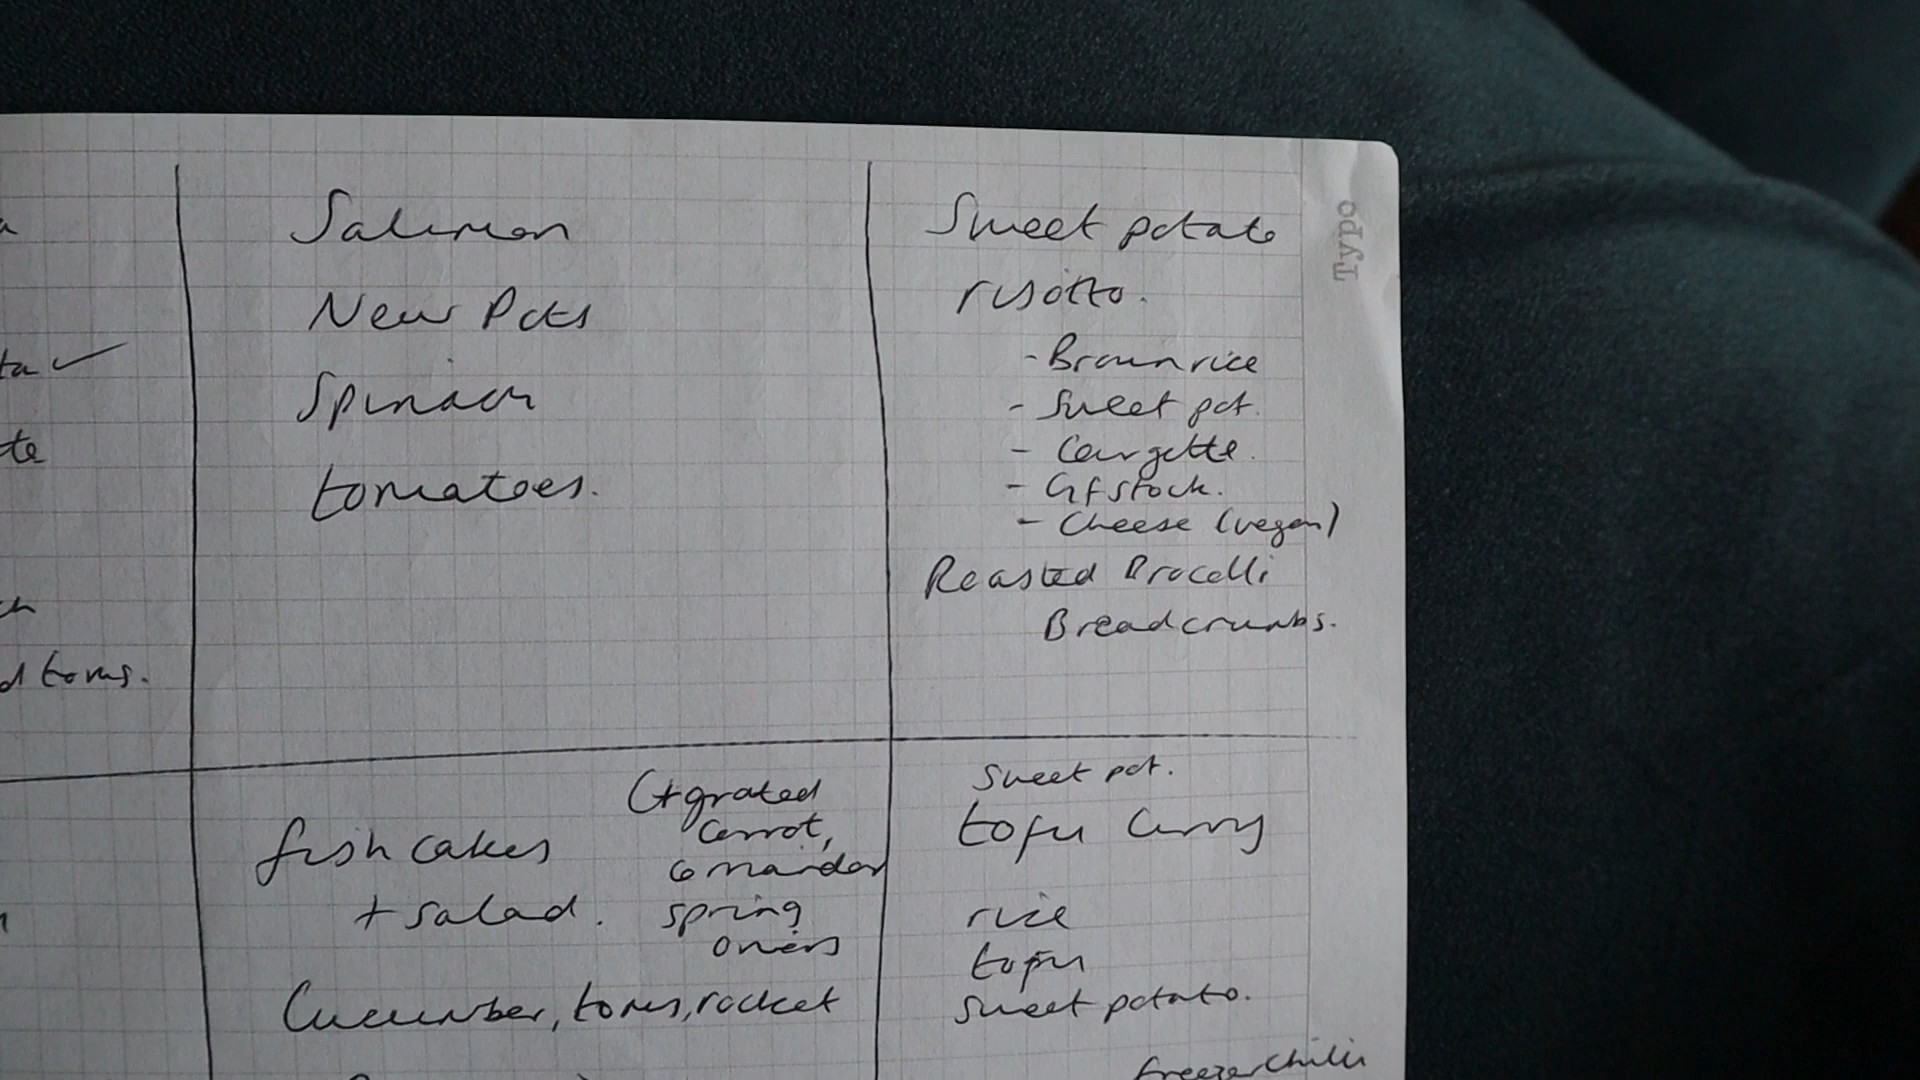 ta ✓
te
d toms.
Salmon
New Pots
Spinach
tomatoes.
Sweet potato
risotto.
- Brown rice
- Sweet pot.
- Courgette.
- Gf stock.
- Cheese (vegan)
Roasted Brocolli
Breadcrumbs.
Typo
(+grated
carrot,
coriander
fish cakes
+ salad.
spring
onions
Cucumber, toms, rocket
Sweet pot.
tofu Curry
rice
tofu
sweet potato.
freezer chilli